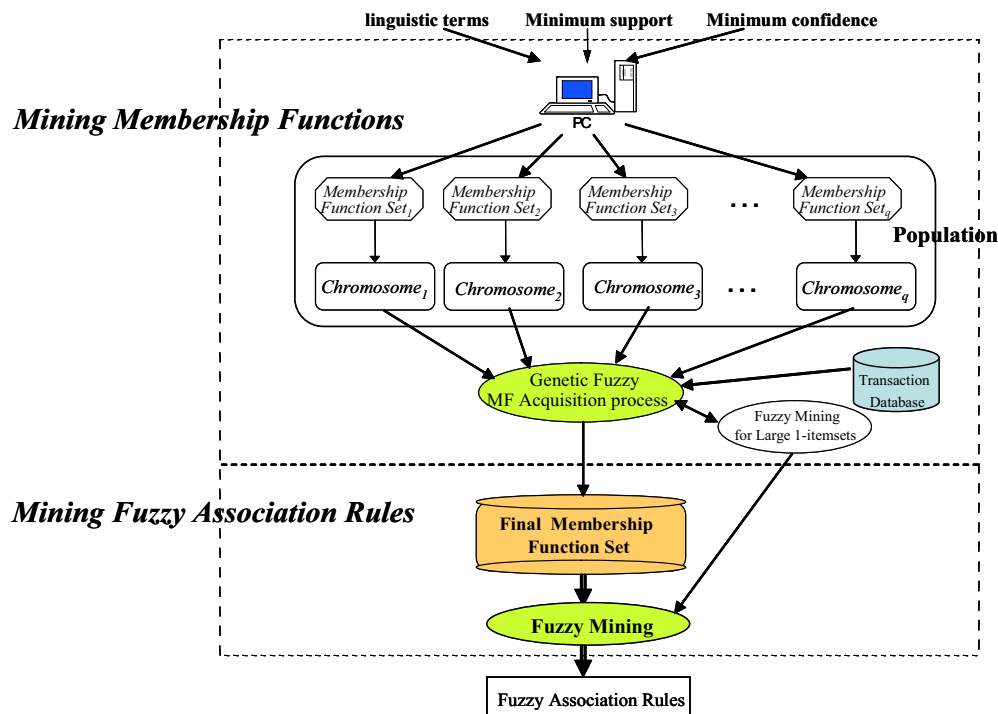 linguistic terms Minimum support Minimum confidence
PC
Mining Membership Functions
Membership Function Set1
Membership Function Set2
Membership Function Set3
...
Membership Function Setq
Population
Chromosome1
Chromosome2
Chromosome3
...
Chromosomeq
Genetic Fuzzy
MF Acquisition process
Transaction
Database
Fuzzy Mining
for Large 1-itemsets
Mining Fuzzy Association Rules
Final Membership
Function Set
Fuzzy Mining
Fuzzy Association Rules